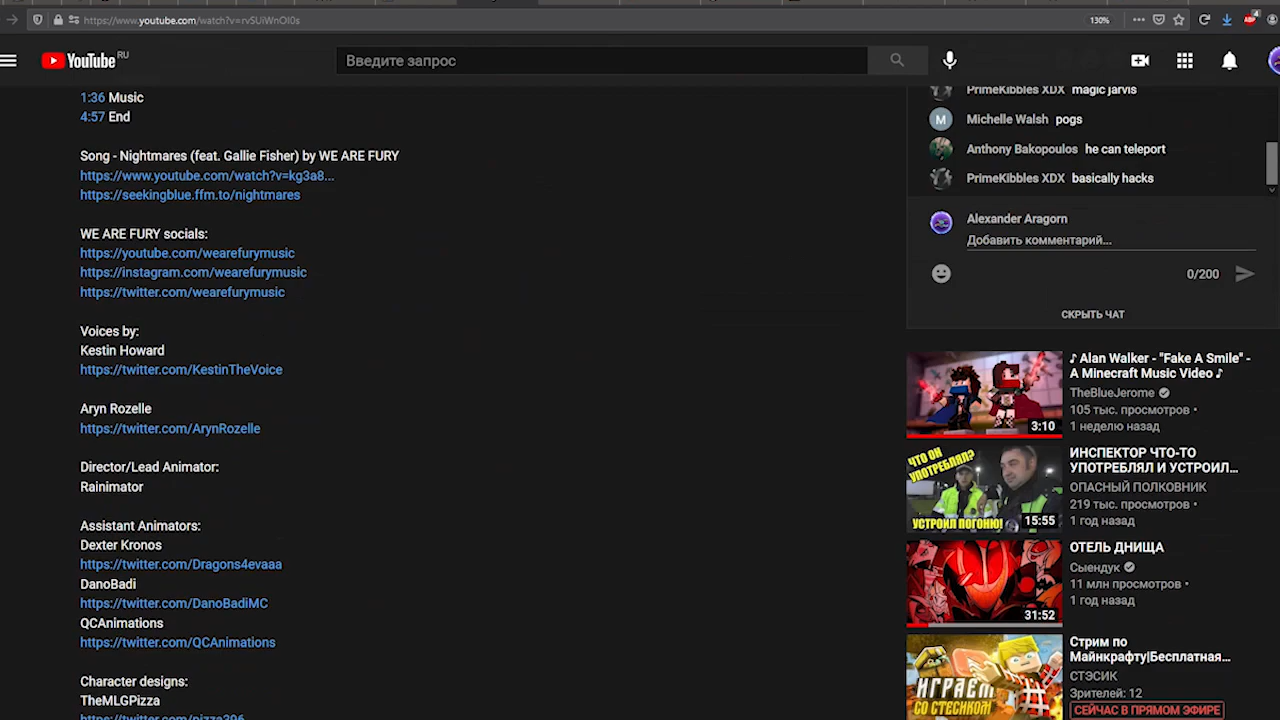 https://www.youtube.com/watch?v=rvSUiWnOl0s
130%
YouTube RU
Введите запрос
1:36 Music
4:57 End
Song - Nightmares (feat. Gallie Fisher) by WE ARE FURY
https://www.youtube.com/watch?v=kg3a8...
https://seekingblue.ffm.to/nightmares
WE ARE FURY socials:
https://youtube.com/wearefurymusic
https://instagram.com/wearefurymusic
https://twitter.com/wearefurymusic
Voices by:
Kestin Howard
https://twitter.com/KestinTheVoice
Aryn Rozelle
https://twitter.com/ArynRozelle
Director/Lead Animator:
Rainimator
Assistant Animators:
Dexter Kronos
https://twitter.com/Dragons4evaaa
DanoBadi
https://twitter.com/DanoBadiMC
QCAnimations
https://twitter.com/QCAnimations
Character designs:
TheMLGPizza
https://twitter.com/pizza396
PrimeKibbles XDX magic jarvis
M Michelle Walsh pogs
Anthony Bakopoulos he can teleport
PrimeKibbles XDX basically hacks
Alexander Aragorn
Добавить комментарий...
0/200
СКРЫТЬ ЧАТ
♪ Alan Walker - "Fake A Smile" -
A Minecraft Music Video ♪
TheBlueJerome
105 тыс. просмотров •
1 неделю назад
3:10
ИНСПЕКТОР ЧТО-ТО
УПОТРЕБЛЯЛ И УСТРОИЛ...
ОПАСНЫЙ ПОЛКОВНИК
219 тыс. просмотров •
1 год назад
ЧТО ОН
УПОТРЕБЛЯЛ?
УСТРОИЛ ПОГОНЮ!
15:55
ОТЕЛЬ ДНИЩА
Сыендук
11 млн просмотров •
1 год назад
31:52
Стрим по
Майнкрафту|Бесплатная...
СТЭСИК
Зрителей: 12
СЕЙЧАС В ПРЯМОМ ЭФИРЕ
ИГРАЕМ
СО СТЕСИКОМ